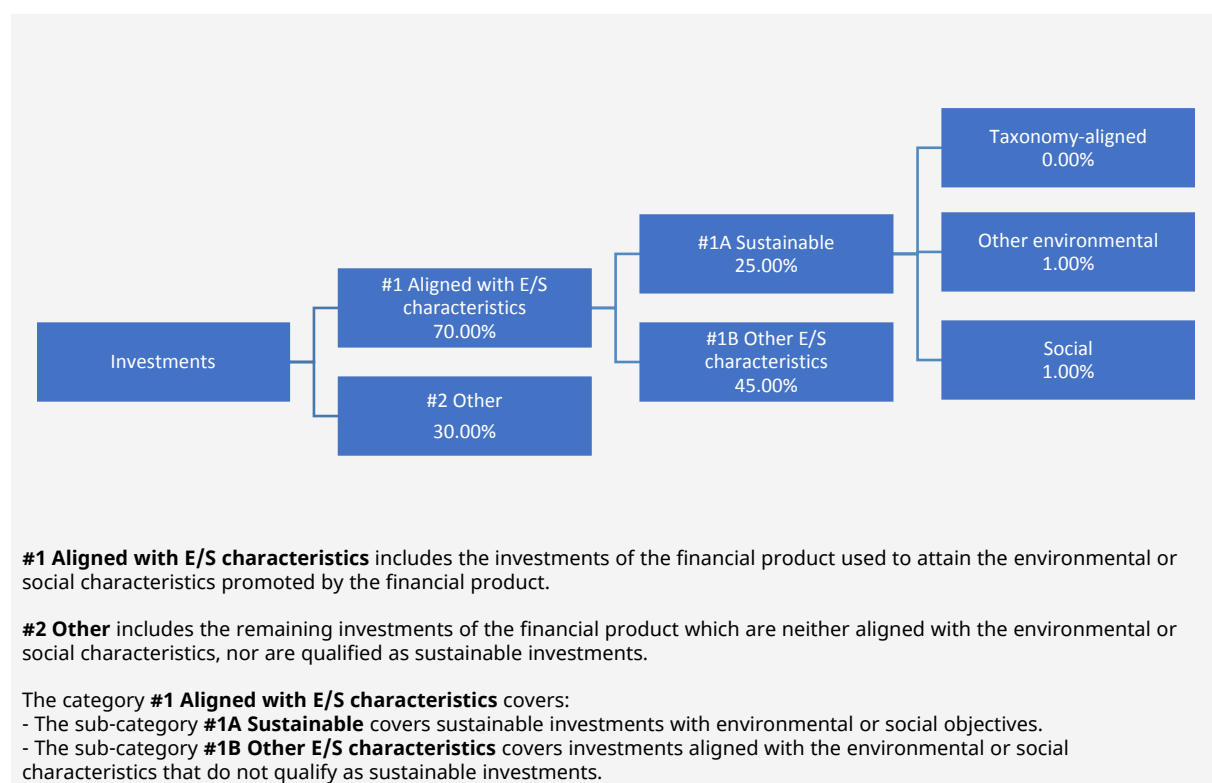 Investments
#1 Aligned with E/S
characteristics
70.00%
#2 Other
30.00%
#1A Sustainable
25.00%
#1B Other E/S
characteristics
45.00%
Taxonomy-aligned
0.00%
Other environmental
1.00%
Social
1.00%
#1 Aligned with E/S characteristics includes the investments of the financial product used to attain the environmental or
social characteristics promoted by the financial product.
#2 Other includes the remaining investments of the financial product which are neither aligned with the environmental or
social characteristics, nor are qualified as sustainable investments.
The category #1 Aligned with E/S characteristics covers:
- The sub-category #1A Sustainable covers sustainable investments with environmental or social objectives.
- The sub-category #1B Other E/S characteristics covers investments aligned with the environmental or social
characteristics that do not qualify as sustainable investments.